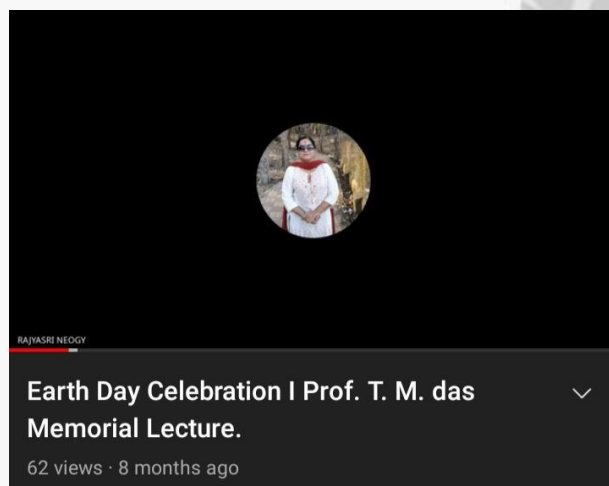 RAJYASRI NEOGY
Earth Day Celebration I Prof. T. M. das
Memorial Lecture.
62 views · 8 months ago